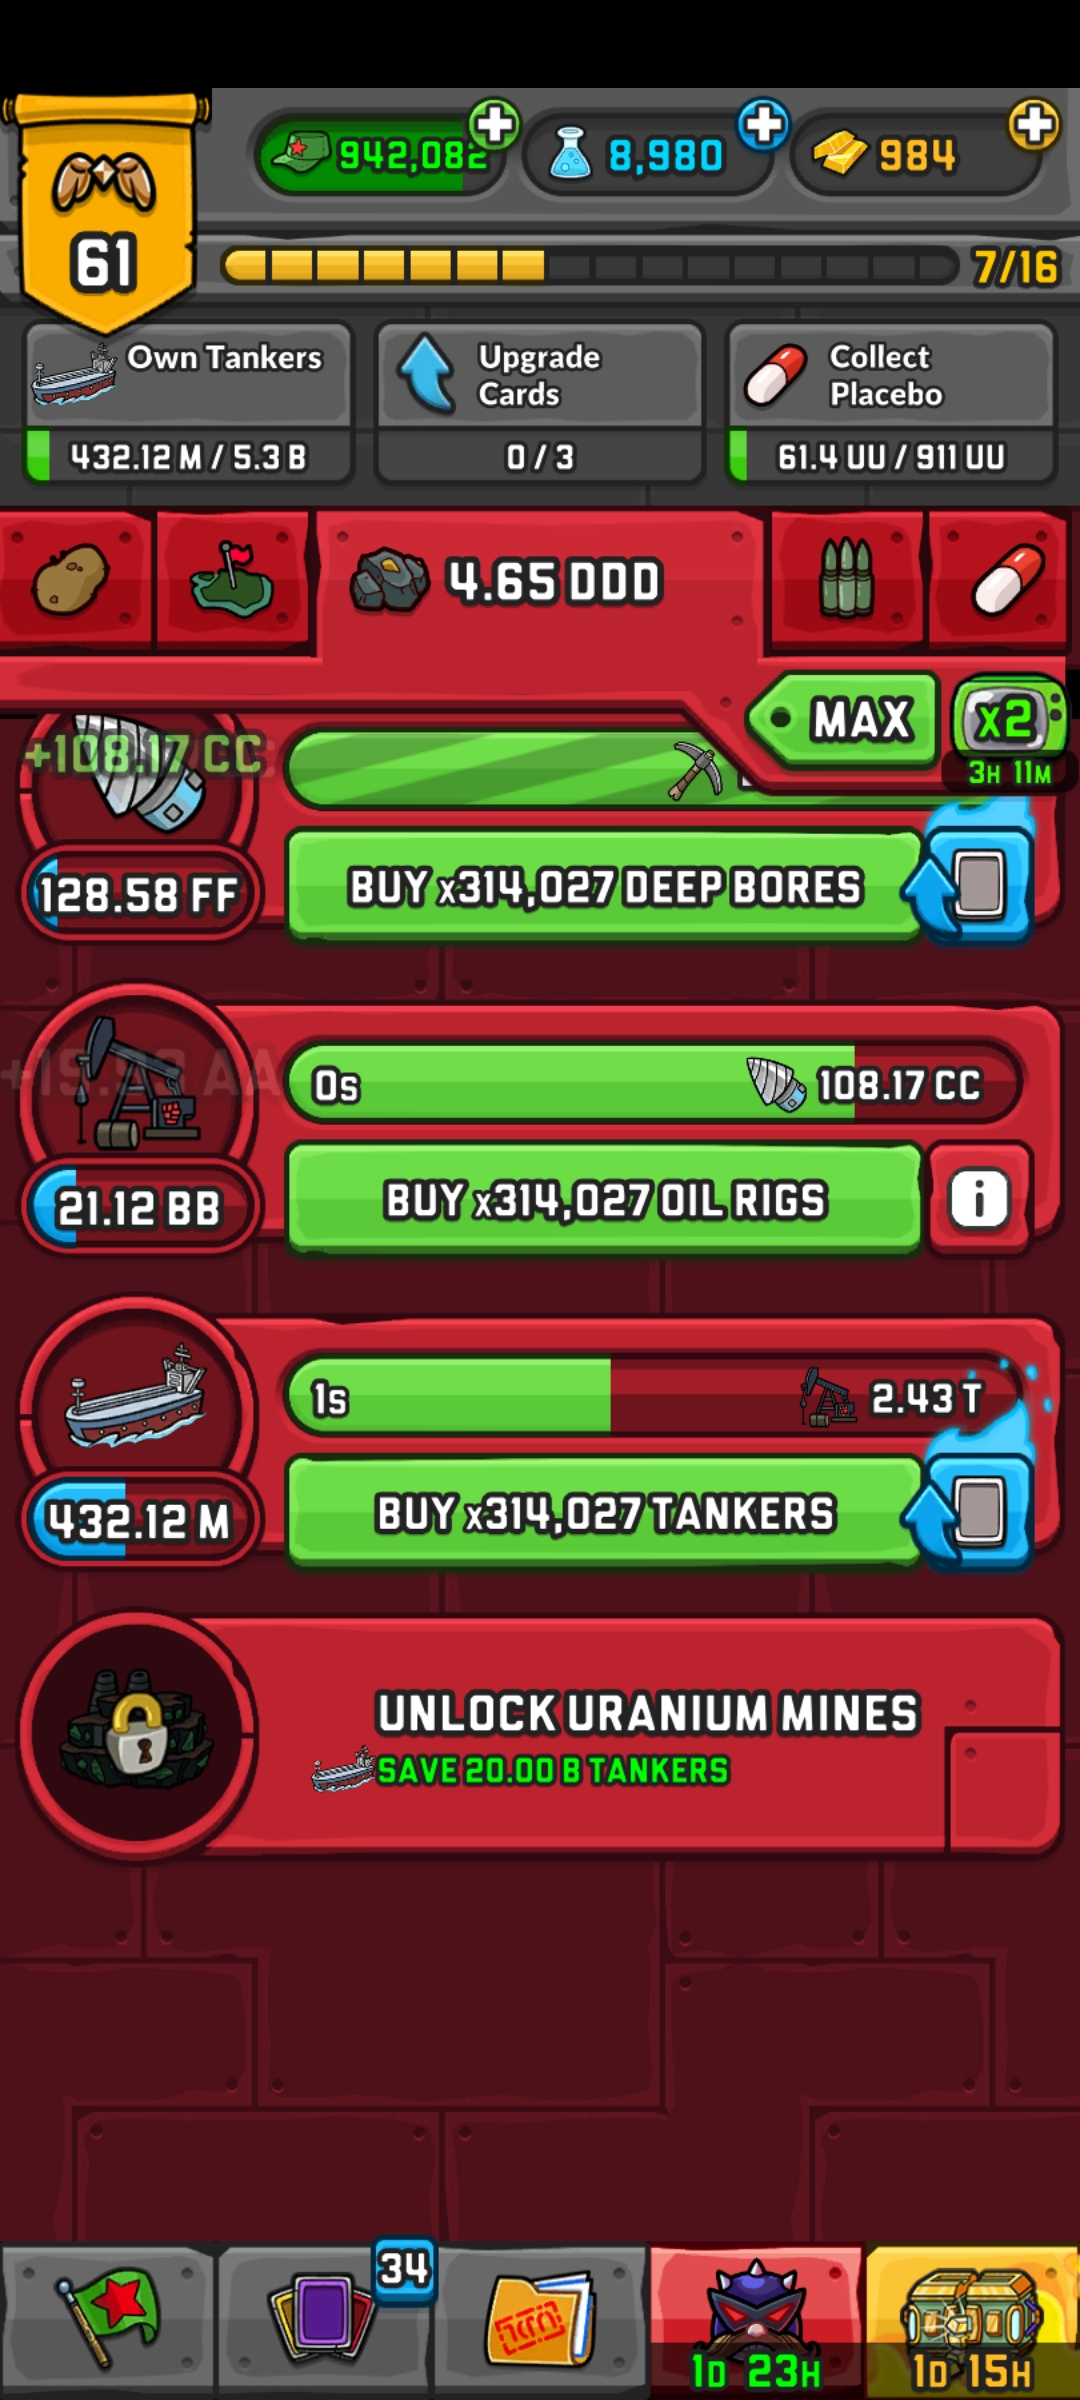 942,082
8,980
984
61
7/16
Own Tankers
432.12 M / 5.3 B
Upgrade
Cards
0 / 3
Collect
Placebo
61.4 UU / 911 UU
4.65 DDD
MAX
x2
3H 11M
+108.17 CC
128.58 FF
BUY x314,027 DEEP BORES
0s
108.17 CC
21.12 BB
BUY x314,027 OIL RIGS
i
1s
2.43 T
432.12 M
BUY x314,027 TANKERS
UNLOCK URANIUM MINES
SAVE 20.00 B TANKERS
34
1D 23H
1D 15H